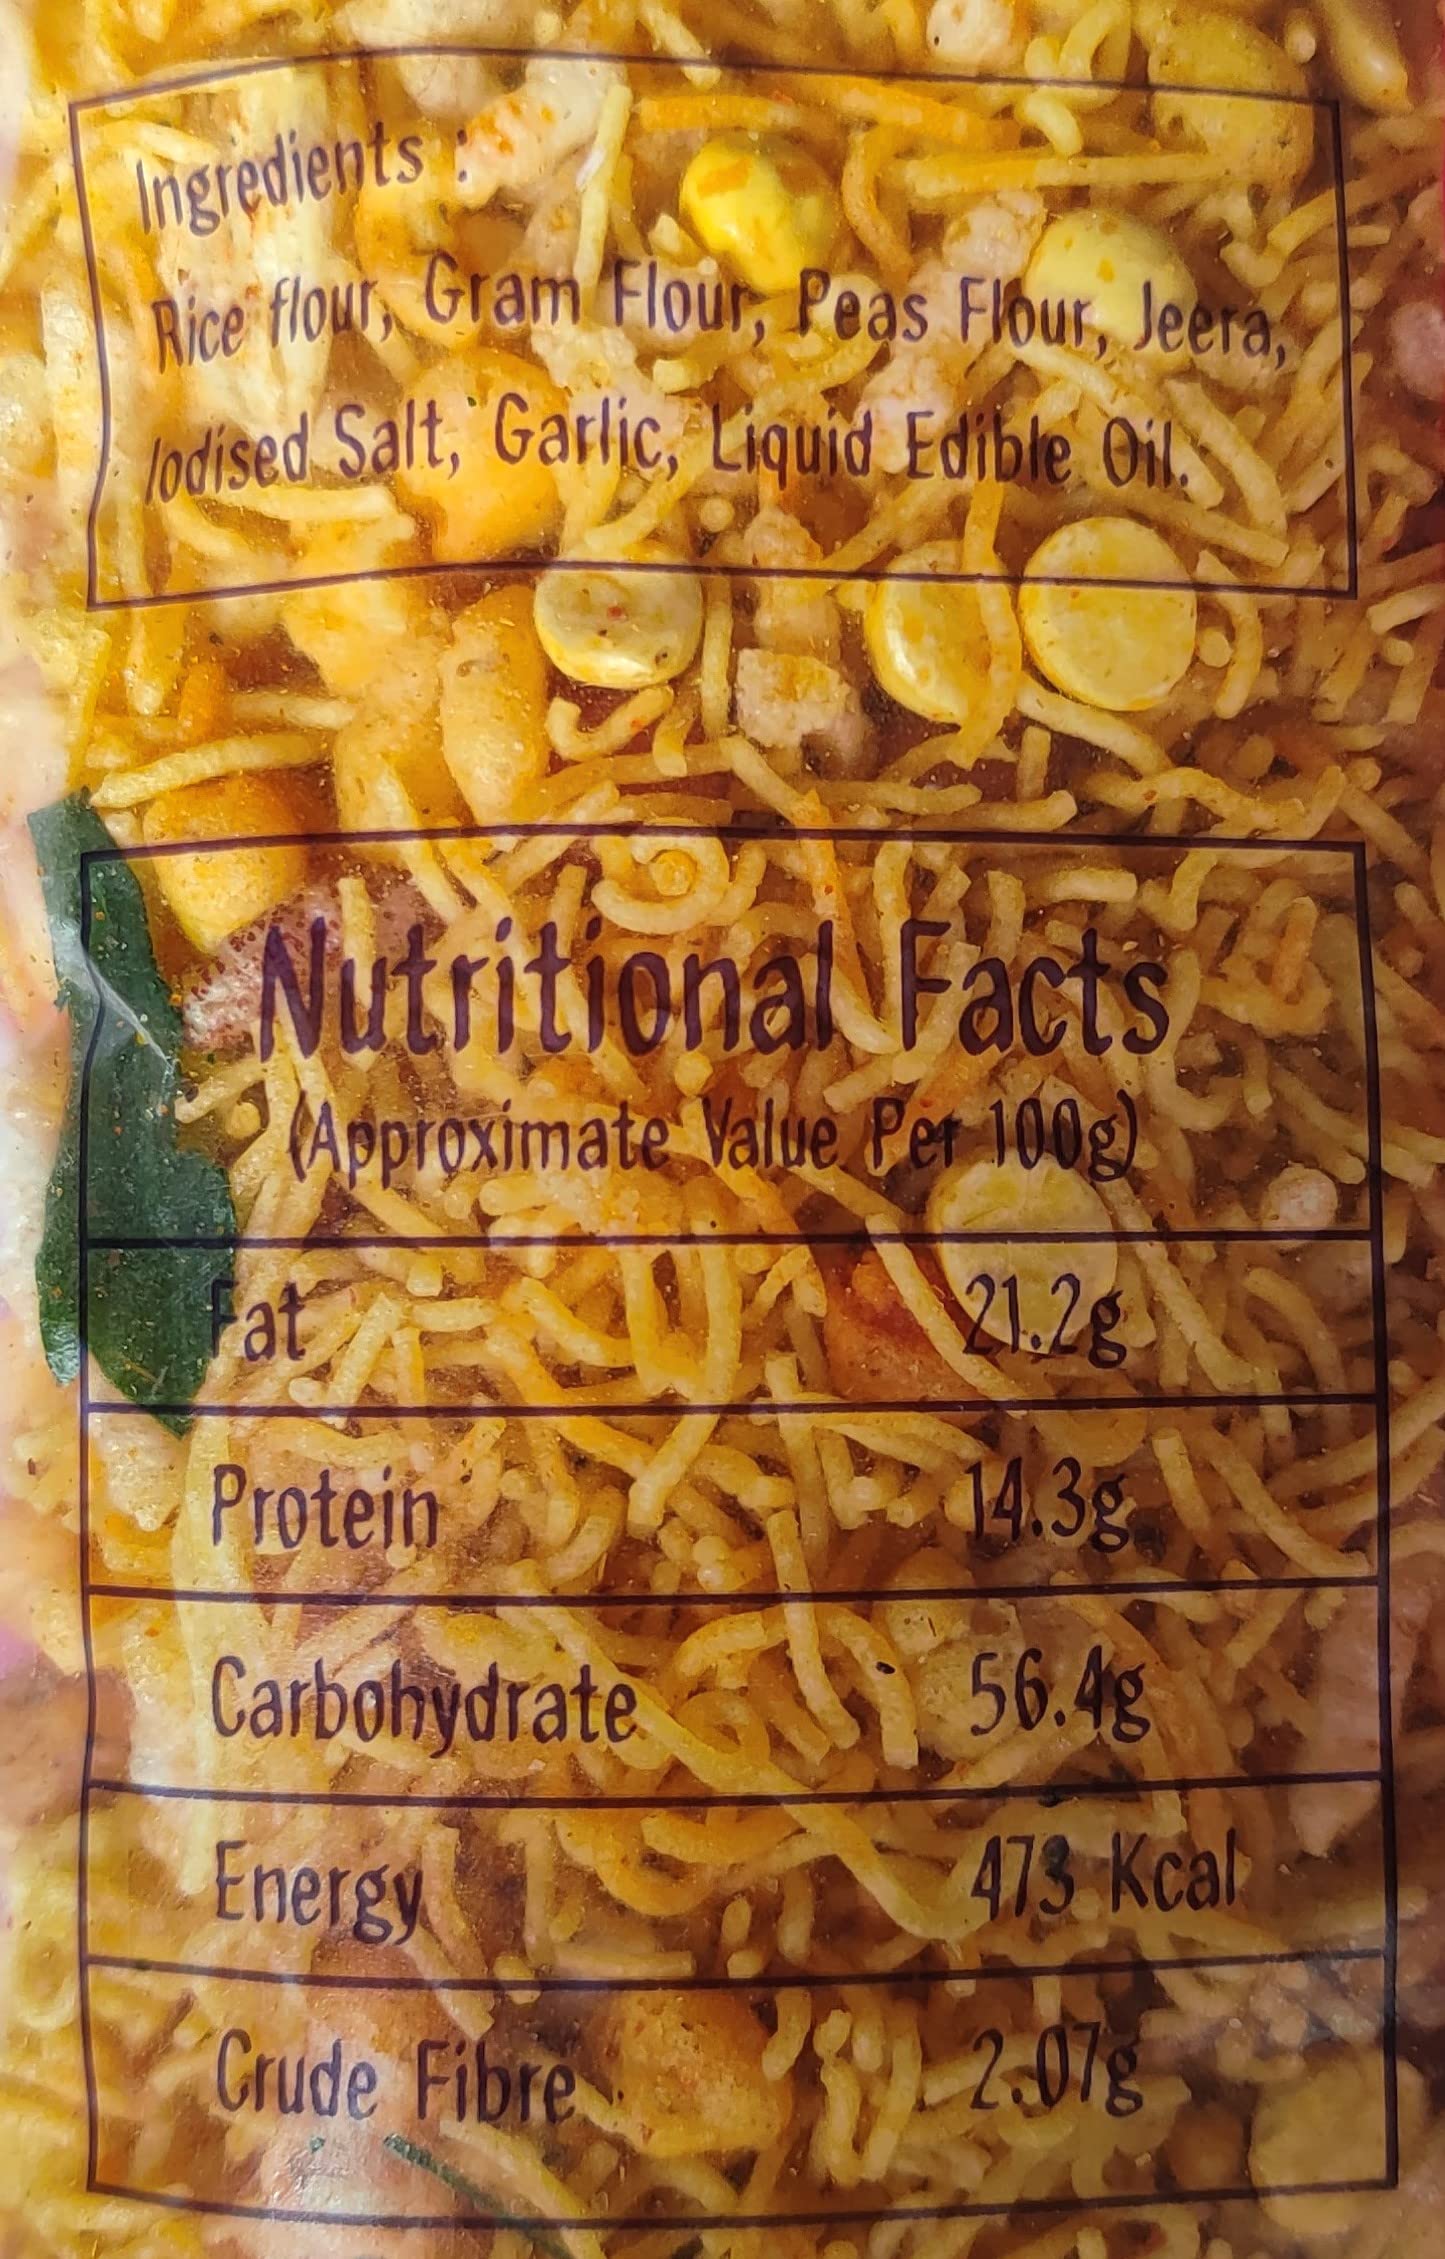 Ingredients :
Rice flour, Gram Flour, Peas Flour, Jeera,
Iodised Salt, Garlic, Liquid Edible Oil.
Nutritional Facts
(Approximate Value Per 100g)
Fat 21.2g
Protein 14.3g
Carbohydrate 56.4g
Energy 473 Kcal
Crude Fibre 2.07g